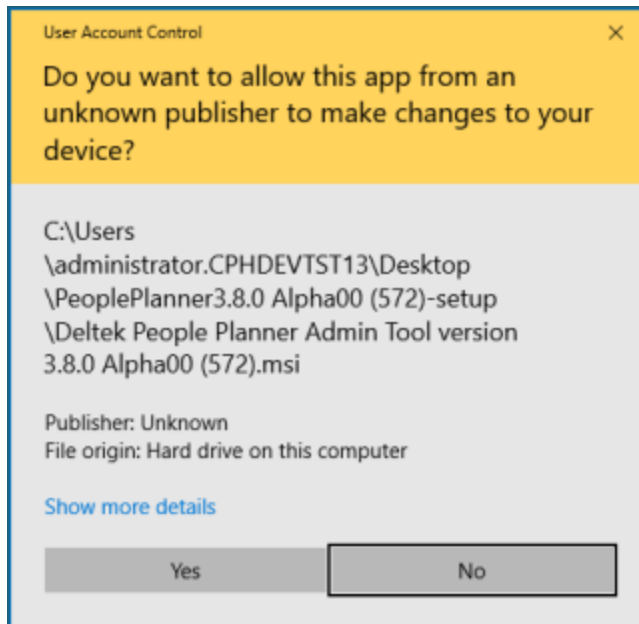 User Account Control
Do you want to allow this app from an
unknown publisher to make changes to your
device?
C:\Users
\administrator.CPHDEVTST13\Desktop
\PeoplePlanner3.8.0 Alpha00 (572)-setup
\Deltek People Planner Admin Tool version
3.8.0 Alpha00 (572).msi
Publisher: Unknown
File origin: Hard drive on this computer
Show more details
Yes
No